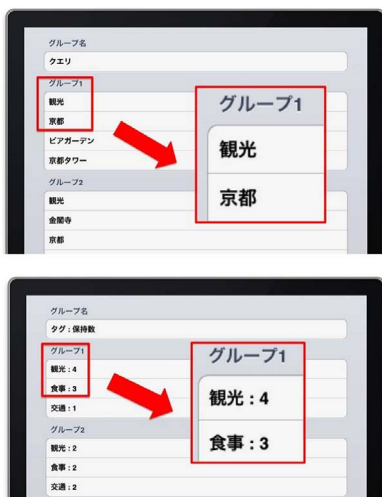 グループ名
クエリ
グループ1
観光
京都
ビアガーデン
京都タワー
グループ2
観光
金閣寺
京都
グループ1
観光
京都
グループ名
タグ：保持数
グループ1
観光：4
食事：3
交通：1
グループ2
観光：2
食事：2
交通：2
グループ1
観光：4
食事：3